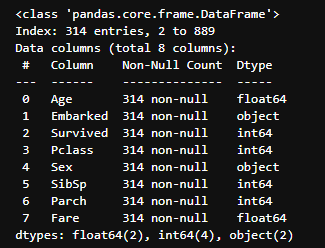 <class 'pandas.core.frame.DataFrame'>
Index: 314 entries, 2 to 889
Data columns (total 8 columns):
 #   Column    Non-Null Count  Dtype
---  ------    --------------  -----
 0   Age       314 non-null    float64
 1   Embarked  314 non-null    object
 2   Survived  314 non-null    int64
 3   Pclass    314 non-null    int64
 4   Sex       314 non-null    object
 5   SibSp     314 non-null    int64
 6   Parch     314 non-null    int64
 7   Fare      314 non-null    float64
dtypes: float64(2), int64(4), object(2)